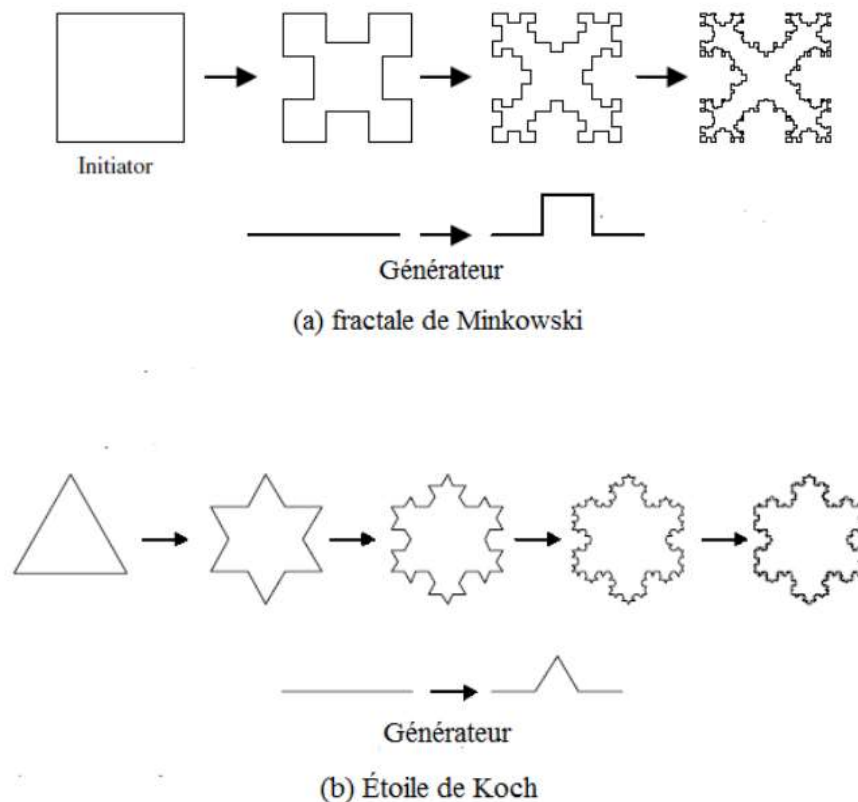 Initiator
Générateur
(a) fractale de Minkowski
Générateur
(b) Étoile de Koch